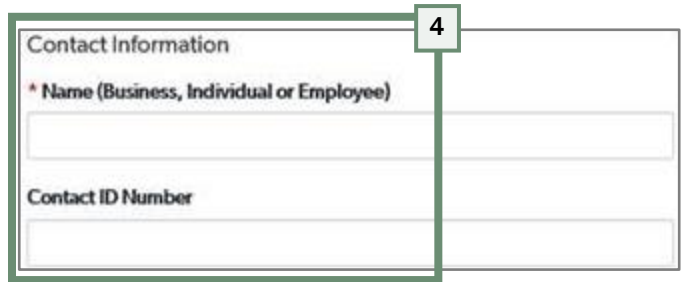 4
Contact Information
* Name (Business, Individual or Employee)
Contact ID Number